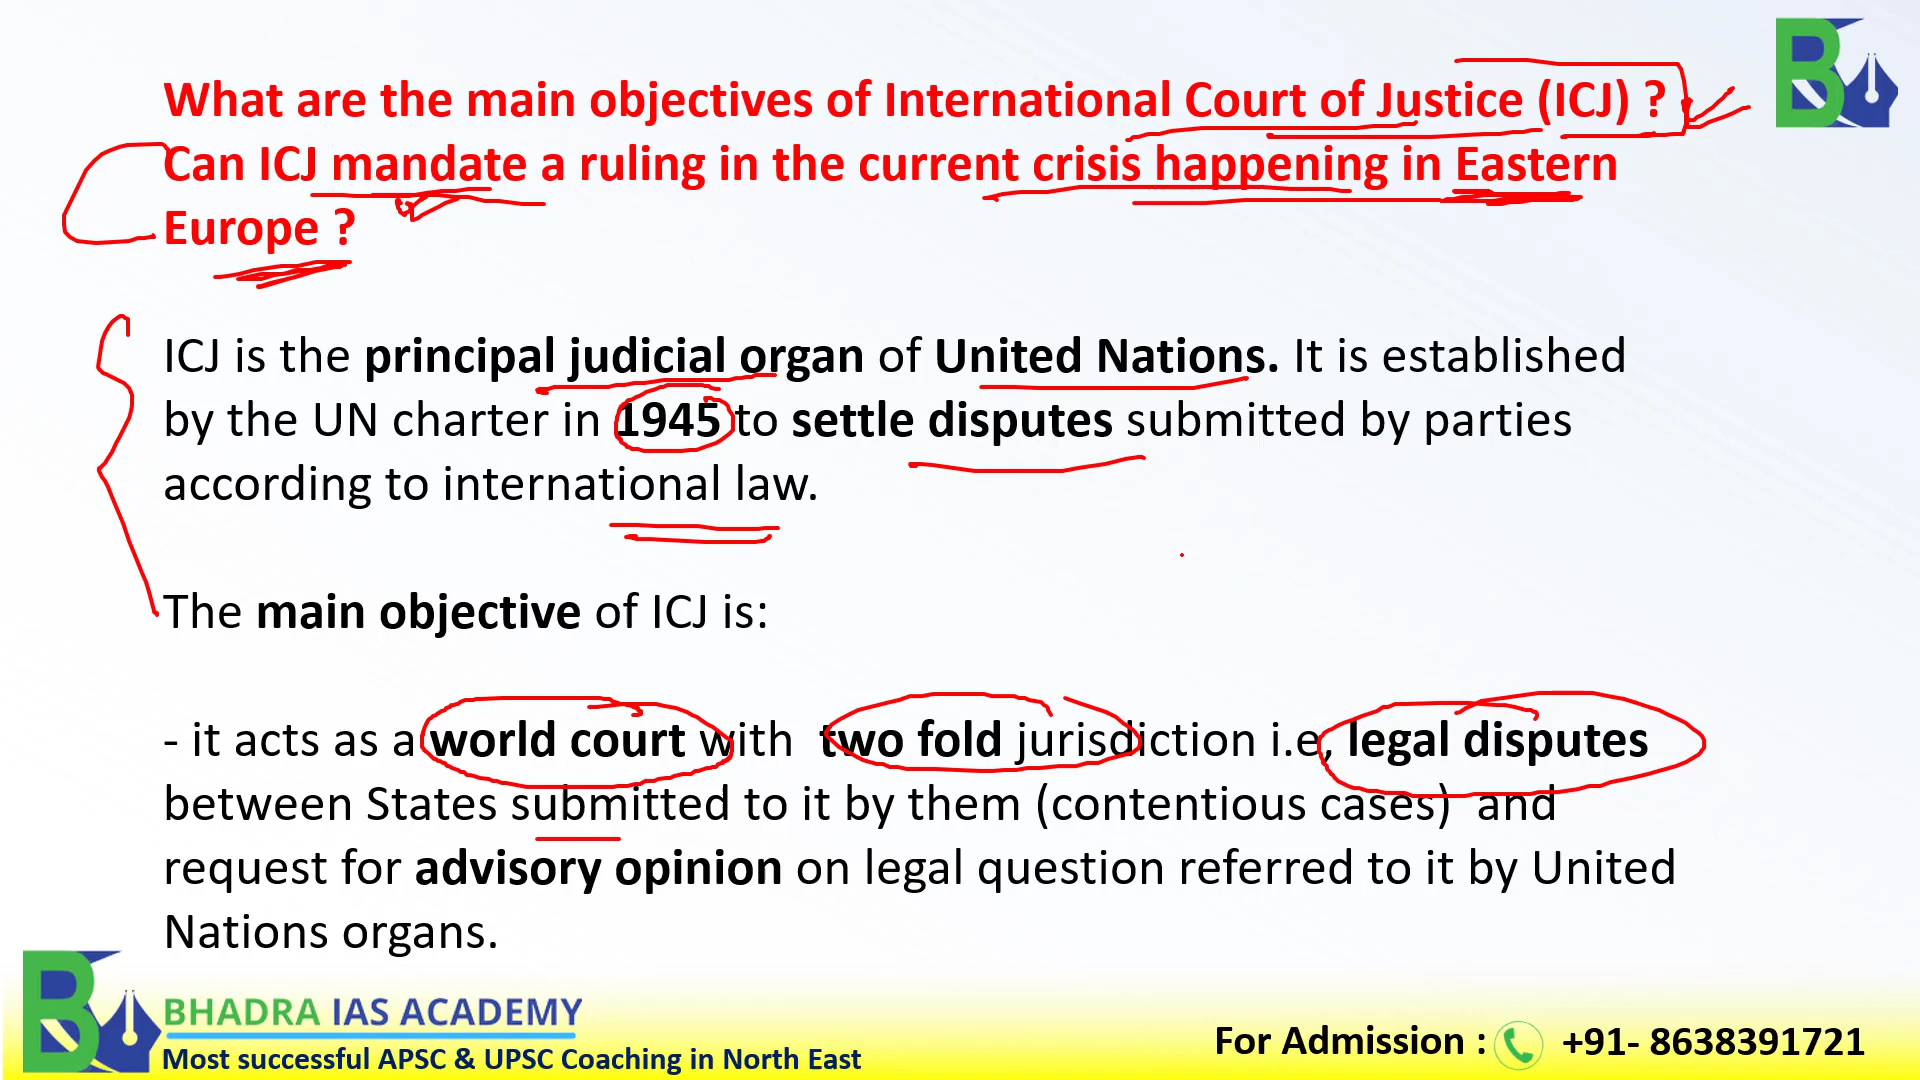 What are the main objectives of International Court of Justice (ICJ) ?
Can ICJ mandate a ruling in the current crisis happening in Eastern
Europe ?
ICJ is the principal judicial organ of United Nations. It is established
by the UN charter in 1945 to settle disputes submitted by parties
according to international law.
The main objective of ICJ is:
- it acts as a world court with two fold jurisdiction i.e, legal disputes
between States submitted to it by them (contentious cases) and
request for advisory opinion on legal question referred to it by United
Nations organs.
BHADRA IAS ACADEMY
Most successful APSC & UPSC Coaching in North East
For Admission : +91- 8638391721